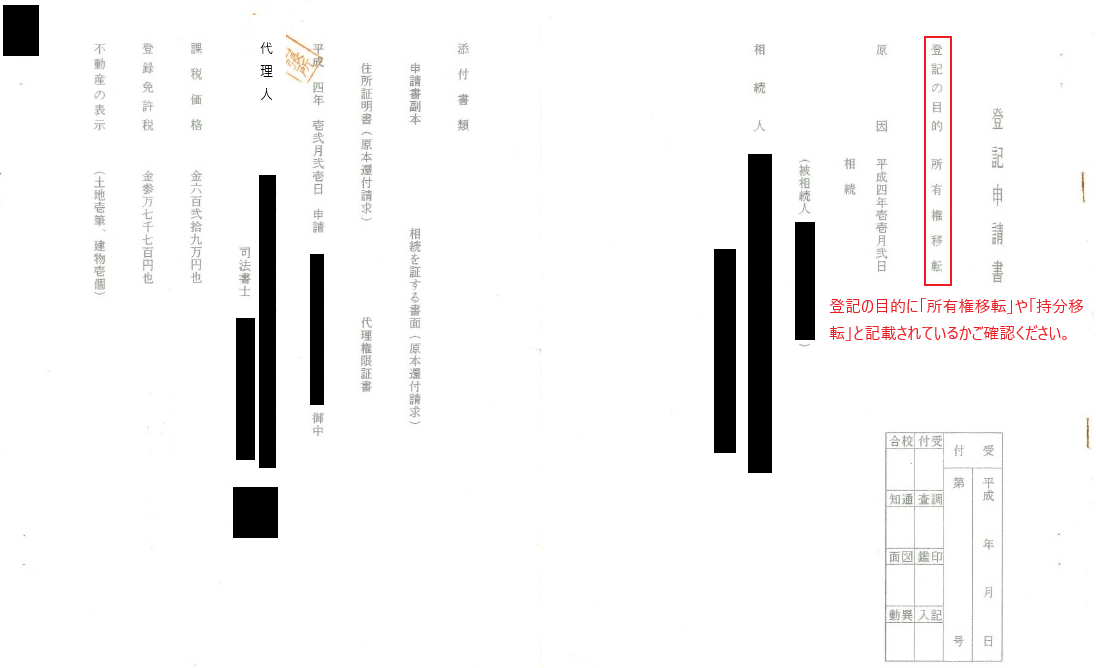 登記申請書
登記の目的 所有権移転
原因 平成四年壱壱月弐日
相続
（被相続人
）
相続人
登記の目的に「所有権移転」や「持分移
転」と記載されているかご確認ください。
受付
平成 年 月 日
第 号
受付 校合
調査 通知
印鑑 図面
記入 異動
添付書類
申請書副本 相続を証する書面（原本還付請求）
住所証明書（原本還付請求） 代理権限証書
平成 四年 壱弐月弐壱日 申請
御中
代理人
司法書士
課税価格 金六百弐拾九万円也
登録免許税 金参万七千七百円也
不動産の表示 （土地壱筆、建物壱個）